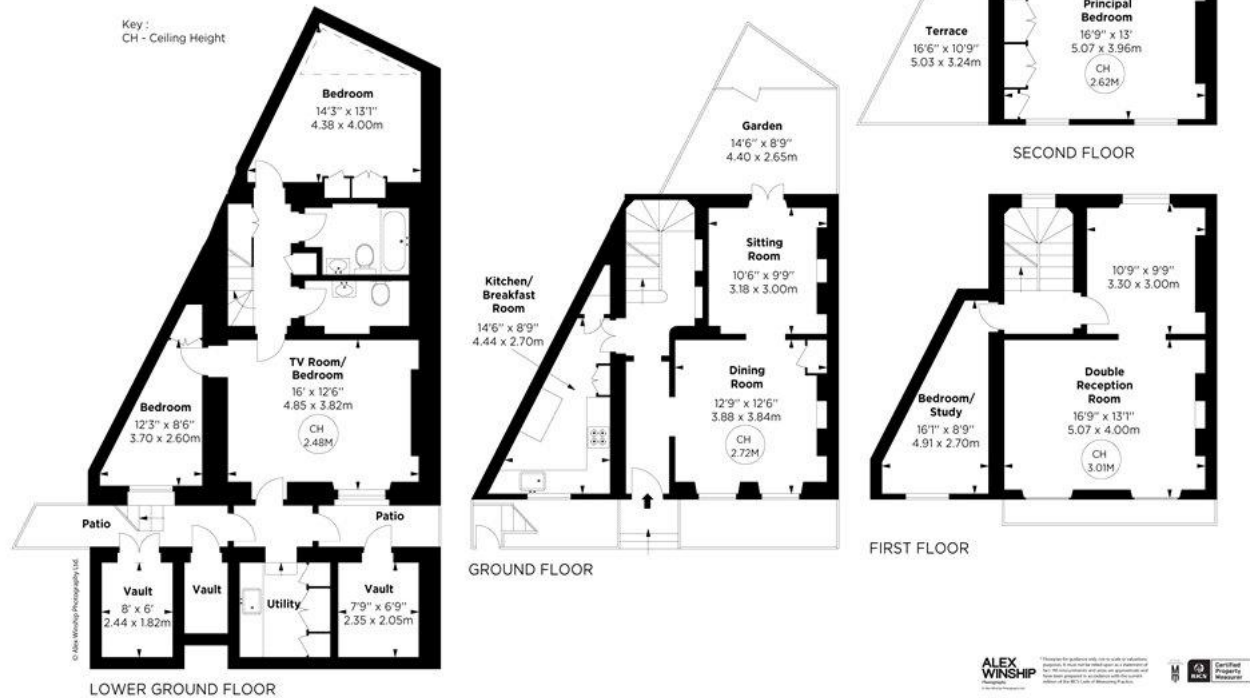 Key :
CH - Ceiling Height
Bedroom
14'3" x 13'1"
4.38 x 4.00m
Bedroom
12'3" x 8'6"
3.70 x 2.60m
TV Room/
Bedroom
16' x 12'6"
4.85 x 3.82m
CH
2.48M
Patio
Patio
Vault
8' x 6'
2.44 x 1.82m
Vault
Utility
Vault
7'9" x 6'9"
2.35 x 2.05m
© Alex Winship Photography Ltd.
LOWER GROUND FLOOR
Garden
14'6" x 8'9"
4.40 x 2.65m
Sitting
Room
10'6" x 9'9"
3.18 x 3.00m
Kitchen/
Breakfast
Room
14'6" x 8'9"
4.44 x 2.70m
Dining
Room
12'9" x 12'6"
3.88 x 3.84m
CH
2.72M
GROUND FLOOR
Terrace
16'6" x 10'9"
5.03 x 3.24m
Principal
Bedroom
16'9" x 13'
5.07 x 3.96m
CH
2.62M
SECOND FLOOR
10'9" x 9'9"
3.30 x 3.00m
Bedroom/
Study
16'1" x 8'9"
4.91 x 2.70m
Double
Reception
Room
16'9" x 13'1"
5.07 x 4.00m
CH
3.01M
FIRST FLOOR
ALEX
WINSHIP
Photography
RICS
Certified
Property
Measurer